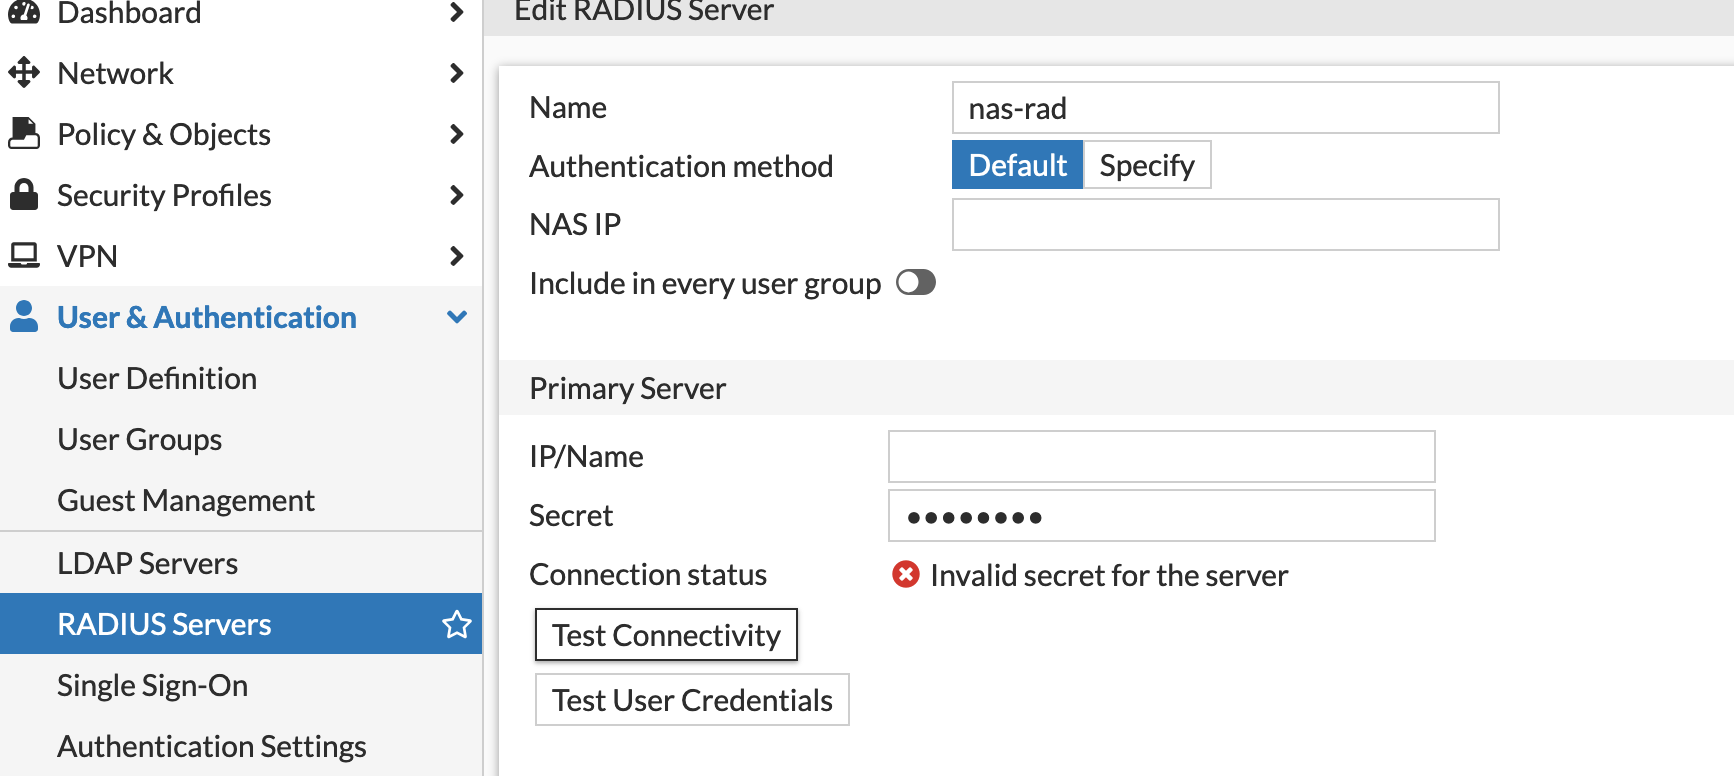 Dashboard
Network
Policy & Objects
Security Profiles
VPN
User & Authentication
User Definition
User Groups
Guest Management
LDAP Servers
RADIUS Servers
Single Sign-On
Authentication Settings
Edit RADIUS Server
Name
nas-rad
Authentication method
Default Specify
NAS IP
Include in every user group
Primary Server
IP/Name
Secret
••••••••
Connection status
Invalid secret for the server
Test Connectivity
Test User Credentials